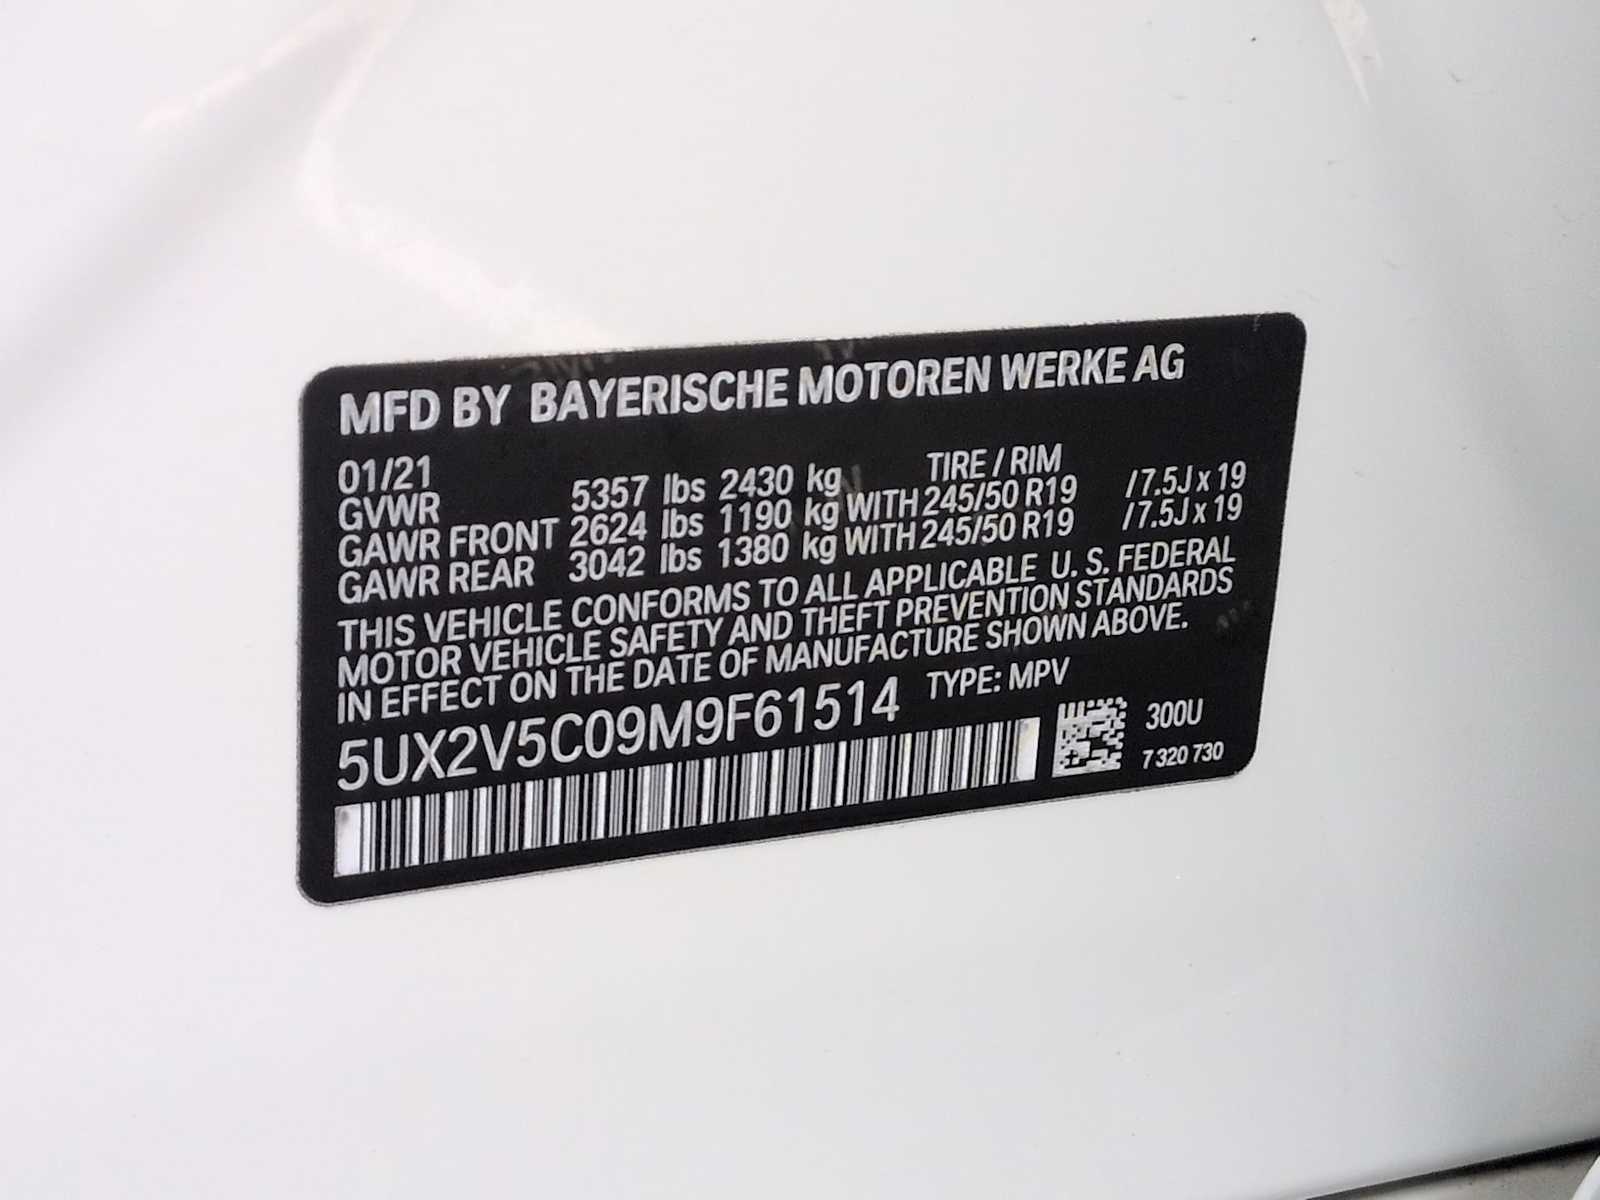 MFD BY BAYERISCHE MOTOREN WERKE AG
01/21 TIRE / RIM
GVWR 5357 lbs 2430 kg
GAWR FRONT 2624 lbs 1190 kg WITH 245/50 R19 /7.5J x 19
GAWR REAR 3042 lbs 1380 kg WITH 245/50 R19 /7.5J x 19
THIS VEHICLE CONFORMS TO ALL APPLICABLE U. S. FEDERAL
MOTOR VEHICLE SAFETY AND THEFT PREVENTION STANDARDS
IN EFFECT ON THE DATE OF MANUFACTURE SHOWN ABOVE.
5UX2V5C09M9F61514 TYPE: MPV
300U
7 320 730